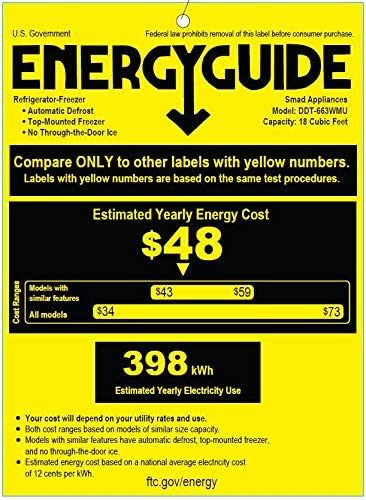 U.S. Government
Federal law prohibits removal of this label before consumer purchase.
ENERGYGUIDE
Refrigerator-Freezer
• Automatic Defrost
• Top-Mounted Freezer
• No Through-the-Door Ice
Smad Appliances
Model: DDT-663WMU
Capacity: 18 Cubic Feet
Compare ONLY to other labels with yellow numbers.
Labels with yellow numbers are based on the same test procedures.
Estimated Yearly Energy Cost
$48
Cost Ranges
Models with
similar features
$43
$59
All models
$34
$73
398 kWh
Estimated Yearly Electricity Use
• Your cost will depend on your utility rates and use.
• Both cost ranges based on models of similar size capacity.
• Models with similar features have automatic defrost, top-mounted freezer,
and no through-the-door ice.
• Estimated energy cost based on a national average electricity cost
of 12 cents per kWh.
ftc.gov/energy